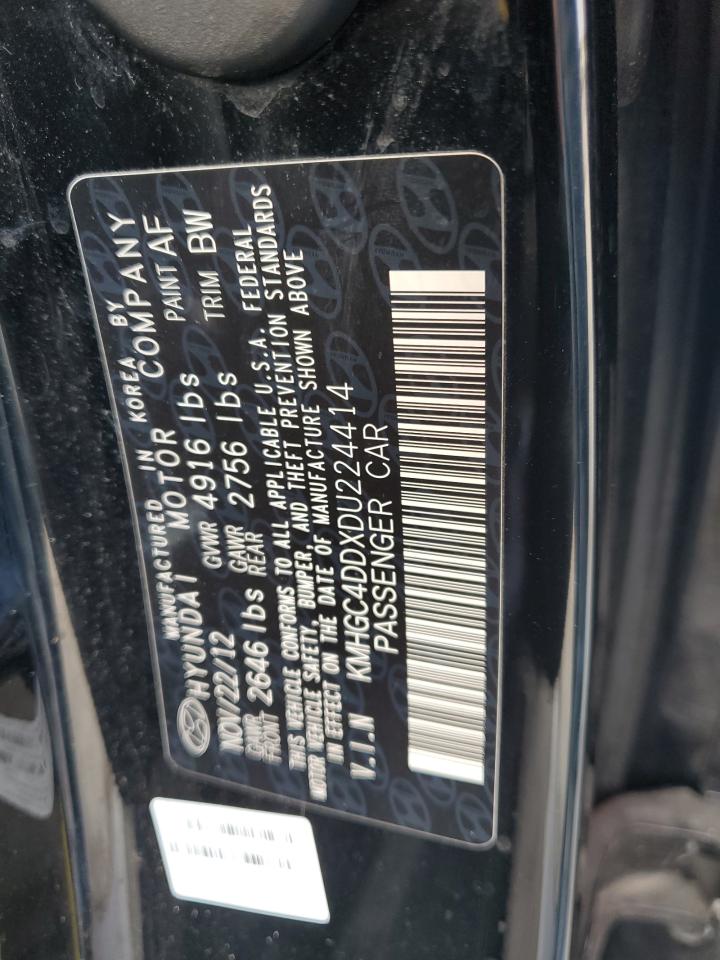 MANUFACTURED IN KOREA BY
HYUNDAI MOTOR COMPANY
NOV/22/12 GVWR 4916 lbs PAINT AF
GAWR FRONT 2646 lbs GAWR REAR 2756 lbs TRIM BW
THIS VEHICLE CONFORMS TO ALL APPLICABLE U.S.A. FEDERAL
MOTOR VEHICLE SAFETY, BUMPER, AND THEFT PREVENTION STANDARDS
IN EFFECT ON THE DATE OF MANUFACTURE SHOWN ABOVE
V.I.N KMHGC4DDXDU224414
PASSENGER CAR